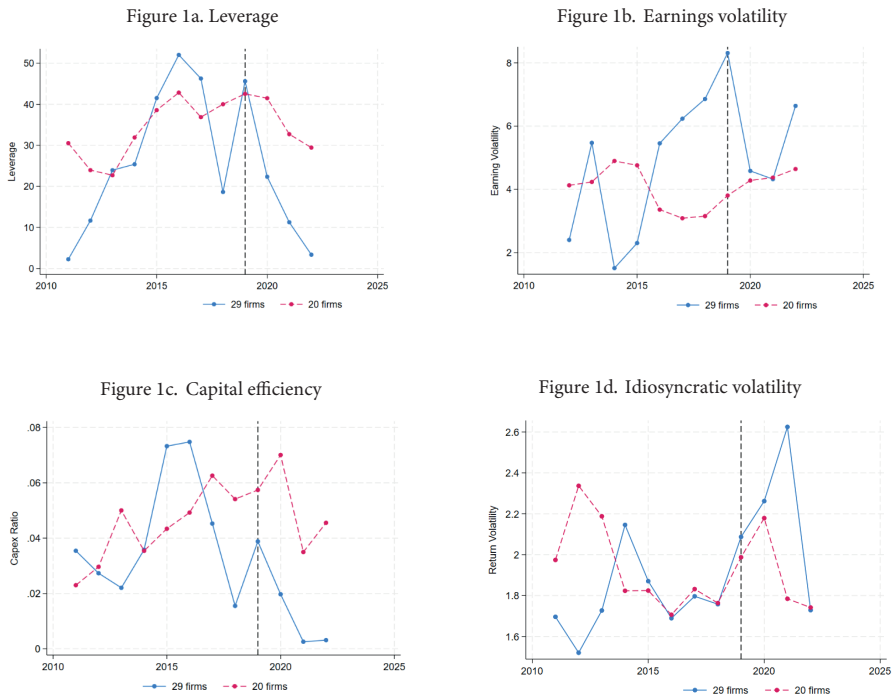 Figure 1a. Leverage
50
40
30
20
10
0
Leverage
2010
2015
2020
2025
29 firms
20 firms
Figure 1b. Earnings volatility
8
6
4
2
Earning Volatility
2010
2015
2020
2025
29 firms
20 firms
Figure 1c. Capital efficiency
.08
.06
.04
.02
0
Capex Ratio
2010
2015
2020
2025
29 firms
20 firms
Figure 1d. Idiosyncratic volatility
2.6
2.4
2.2
2
1.8
1.6
Return Volatility
2010
2015
2020
2025
29 firms
20 firms